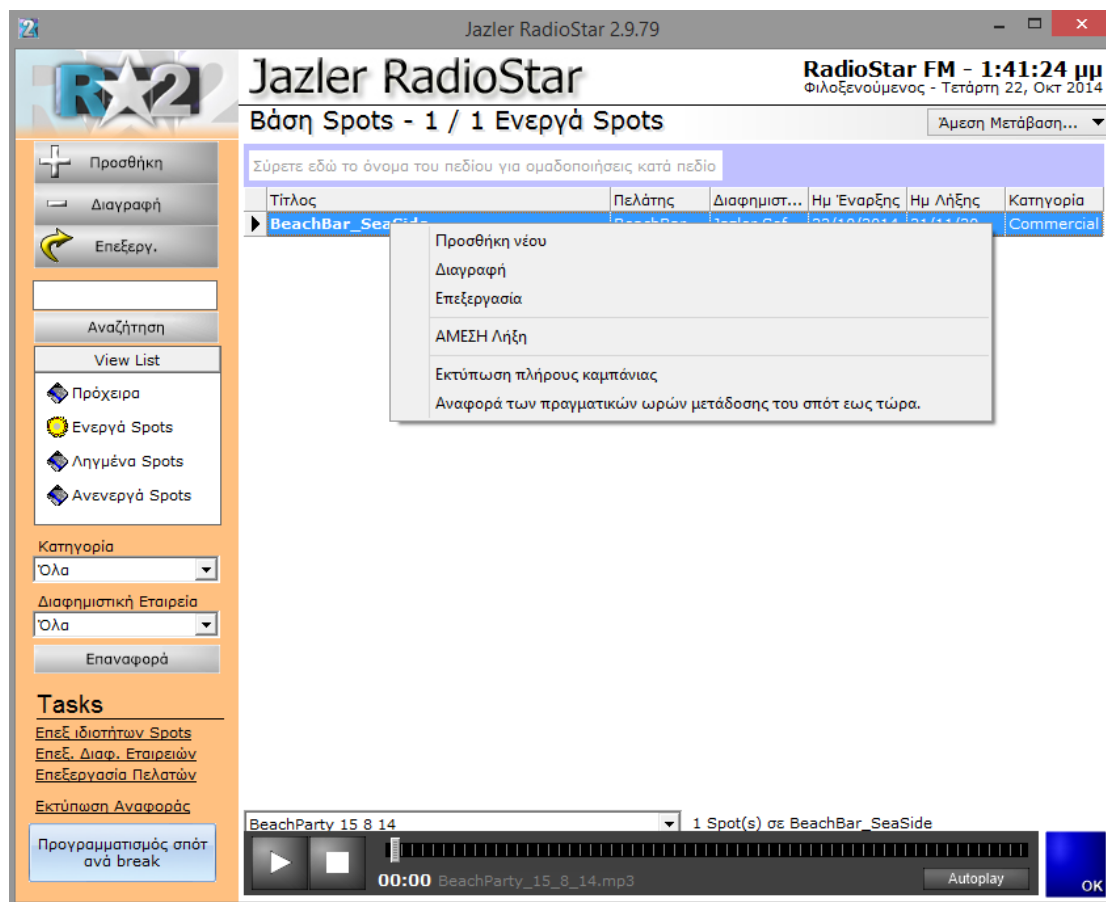 Jazler RadioStar 2.9.79
R 2
Jazler RadioStar
RadioStar FM - 1:41:24 μμ
Φιλοξενούμενος - Τετάρτη 22, Οκτ 2014
Βάση Spots - 1 / 1 Ενεργά Spots
Άμεση Μετάβαση...
Προσθήκη
Διαγραφή
Επεξεργ.
Αναζήτηση
View List
Πρόχειρα
Ενεργά Spots
Ληγμένα Spots
Ανενεργά Spots
Κατηγορία
Όλα
Διαφημιστική Εταιρεία
Όλα
Επαναφορά
Tasks
Επεξ ιδιοτήτων Spots
Επεξ. Διαφ. Εταιρειών
Επεξεργασία Πελατών
Εκτύπωση Αναφοράς
Προγραμματισμός σπότ
ανά break
Σύρετε εδώ το όνομα του πεδίου για ομαδοποιήσεις κατά πεδίο
Τίτλος Πελάτης Διαφημιστ... Ημ Έναρξης Ημ Λήξης Κατηγορία
BeachBar_SeaSide BeachBar 22/10/2014 Commercial
Προσθήκη νέου
Διαγραφή
Επεξεργασία
ΑΜΕΣΗ Λήξη
Εκτύπωση πλήρους καμπάνιας
Αναφορά των πραγματικών ωρών μετάδοσης του σπότ εως τώρα.
BeachParty 15 8 14
1 Spot(s) σε BeachBar_SeaSide
00:00 BeachParty_15_8_14.mp3
Autoplay
OK